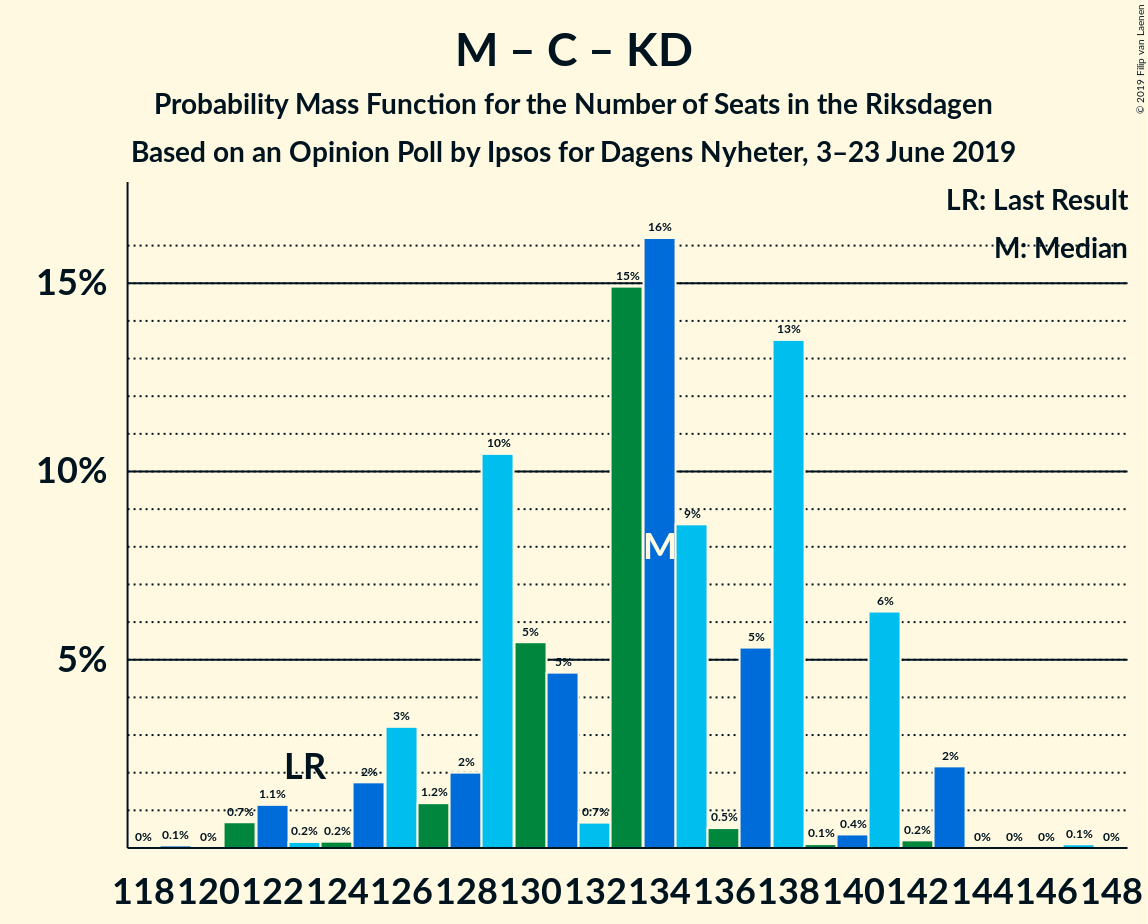 M – C – KD
Probability Mass Function for the Number of Seats in the Riksdagen
Based on an Opinion Poll by Ipsos for Dagens Nyheter, 3–23 June 2019
© 2019 Filip van Laenen
LR: Last Result
M: Median
15%
10%
5%
0% 0.1% 0% 0.7% 1.1% 0.2% 0.2% 2% 3% 1.2% 2% 10% 5% 5% 0.7% 15% 16% 9% 0.5% 5% 13% 0.1% 0.4% 6% 0.2% 2% 0% 0% 0% 0.1% 0%
LR
M
118 120 122 124 126 128 130 132 134 136 138 140 142 144 146 148